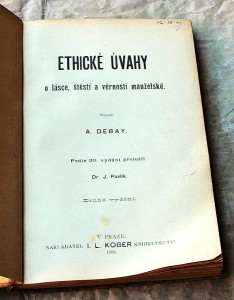 ETHICKÉ ÚVAHY
o lásce, štěstí a věrnosti manželské.
Napsal
A. DEBAY.
Podle 20. vydání přeložil
Dr. J. Pavlík.
Druhé vydání.
V PRAZE.
NAKLADATEL I. L. KOBER KNIHKUPECTVÍ.